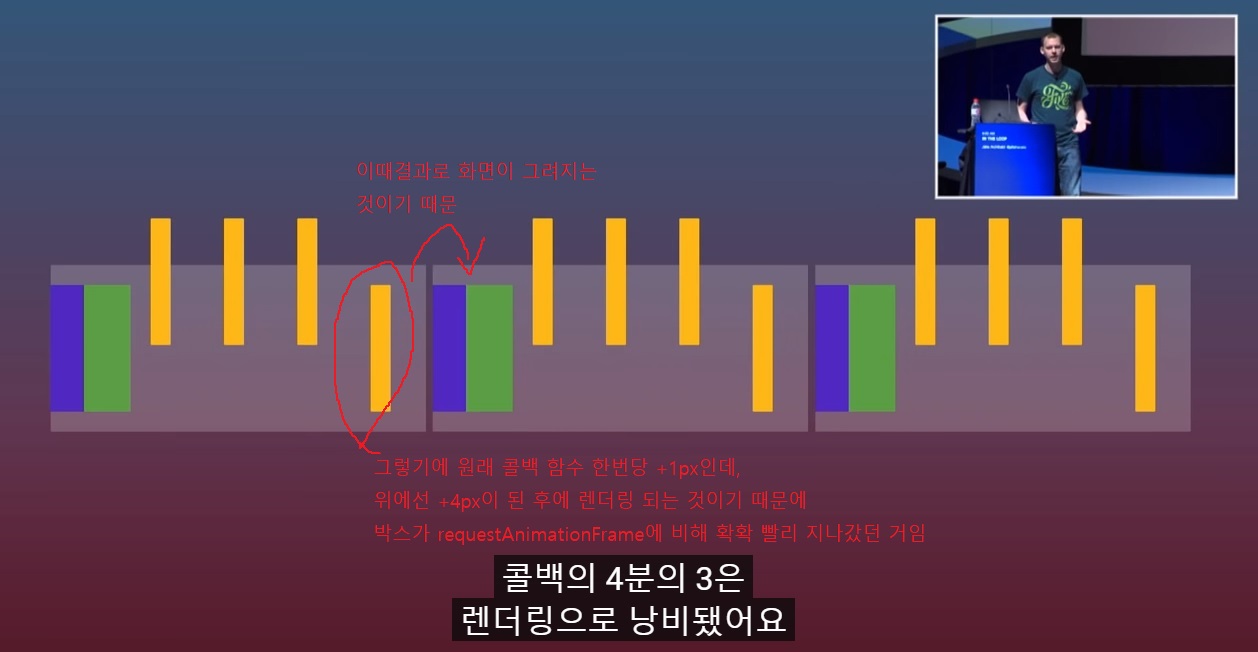 IN THE LOOP
이때결과로 화면이 그려지는
것이기 때문
그렇기에 원래 콜백 함수 한번당 +1px인데,
위에선 +4px이 된 후에 렌더링 되는 것이기 때문에
박스가 requestAnimationFrame에 비해 확확 빨리 지나갔던 거임
콜백의 4분의 3은
렌더링으로 낭비됐어요